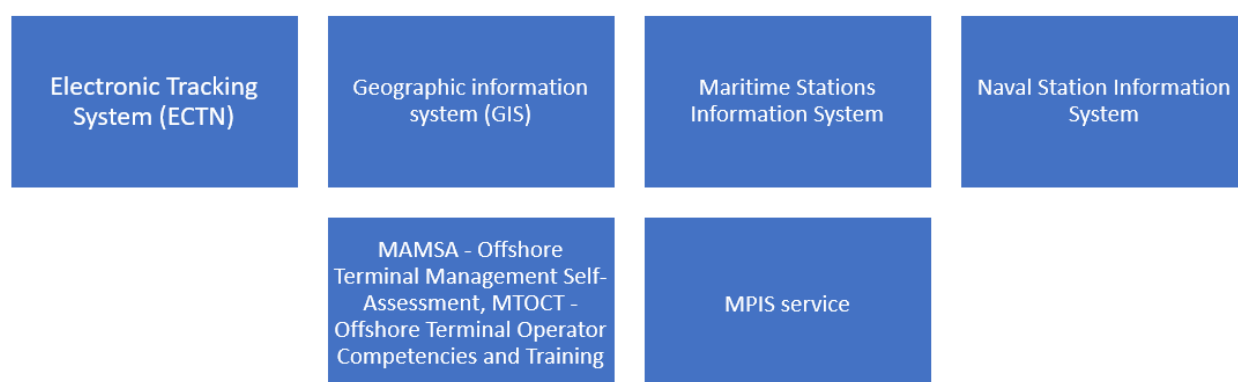 Electronic Tracking
System (ECTN)
Geographic information
system (GIS)
Maritime Stations
Information System
Naval Station Information
System
MAMSA - Offshore
Terminal Management Self-
Assessment, MTOCT -
Offshore Terminal Operator
Competencies and Training
MPIS service